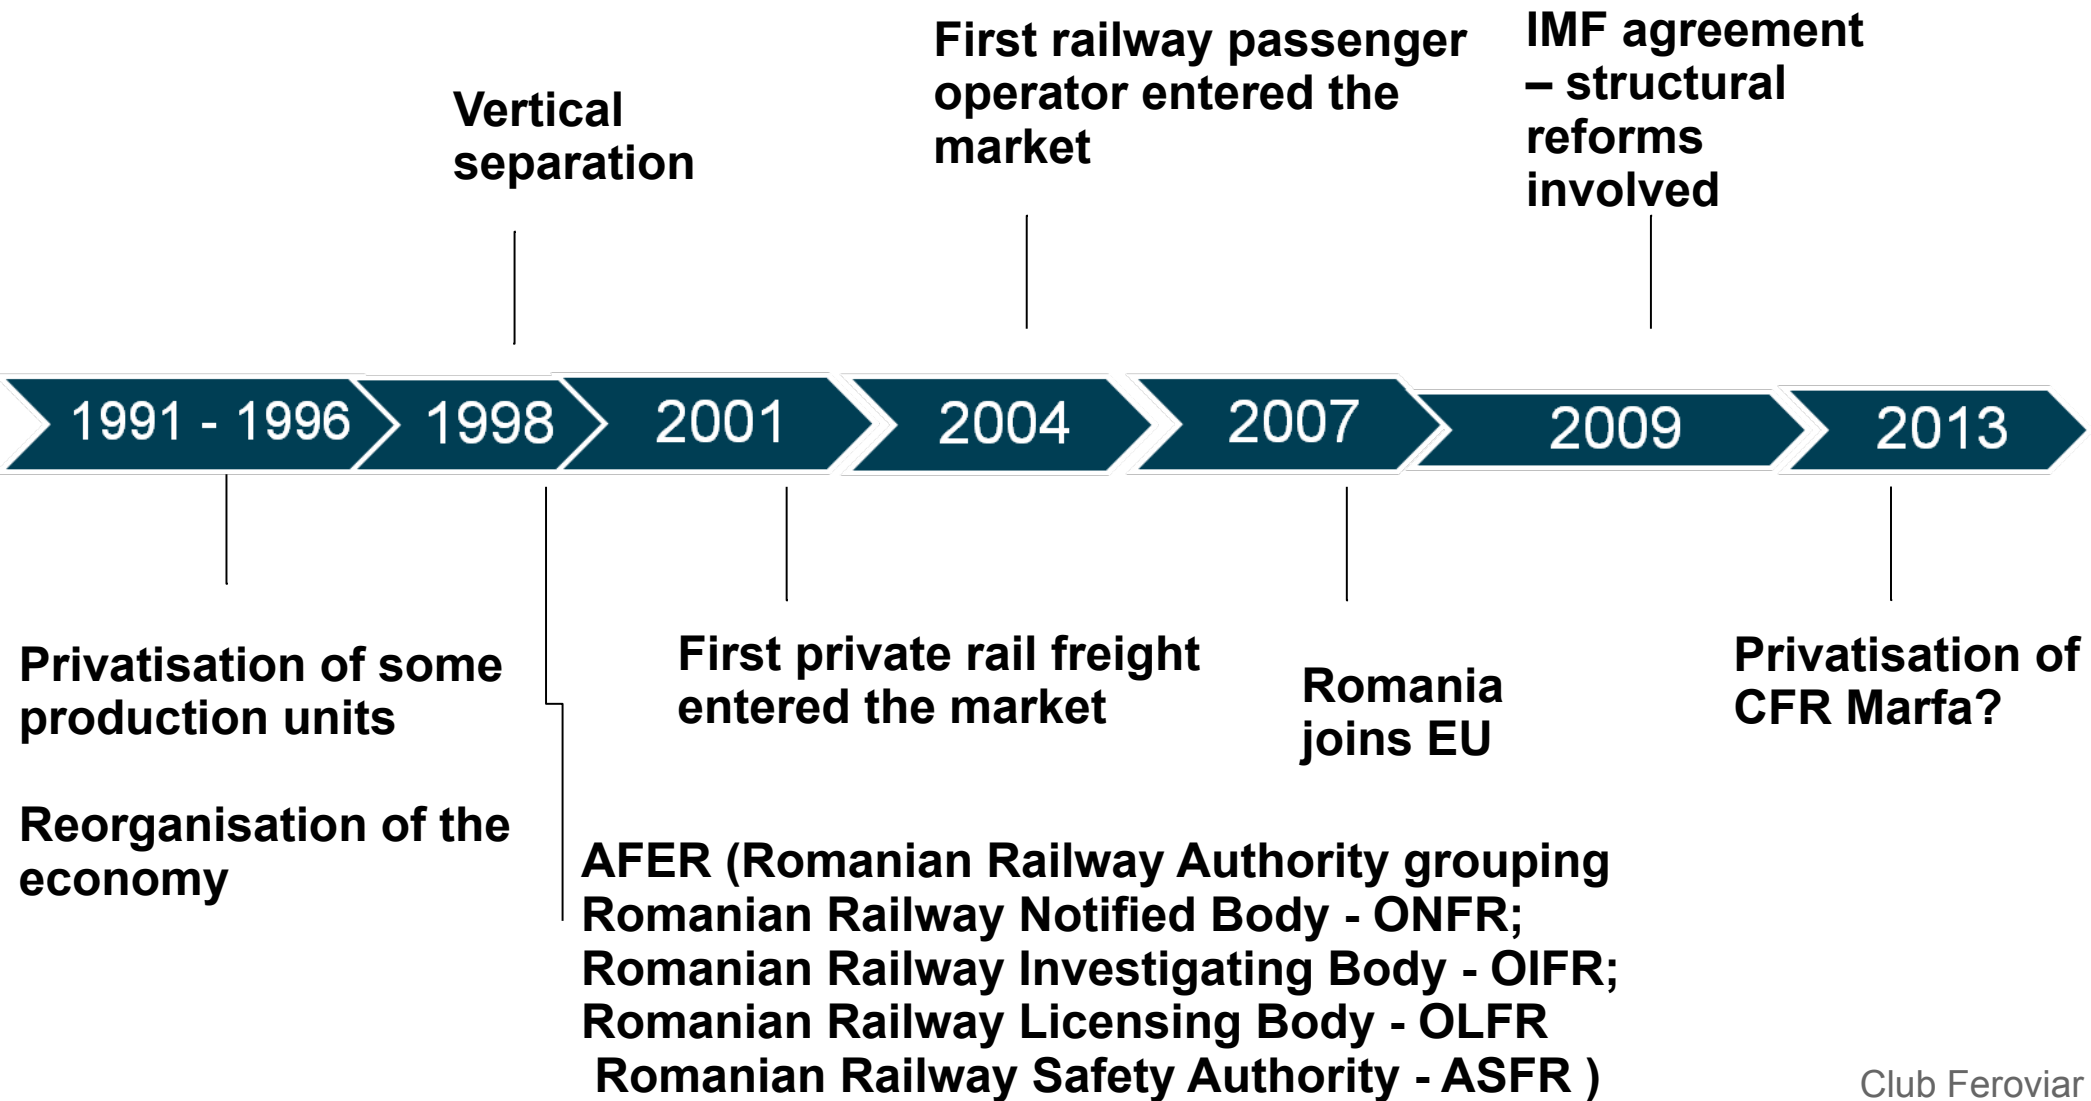 First railway passenger
operator entered the
market
IMF agreement
– structural
reforms
involved
Vertical
separation
1991 - 1996
1998
2001
2004
2007
2009
2013
Privatisation of some
production units
Reorganisation of the
economy
First private rail freight
entered the market
Romania
joins EU
Privatisation of
CFR Marfa?
AFER (Romanian Railway Authority grouping
Romanian Railway Notified Body - ONFR;
Romanian Railway Investigating Body - OIFR;
Romanian Railway Licensing Body - OLFR
Romanian Railway Safety Authority - ASFR )
Club Feroviar